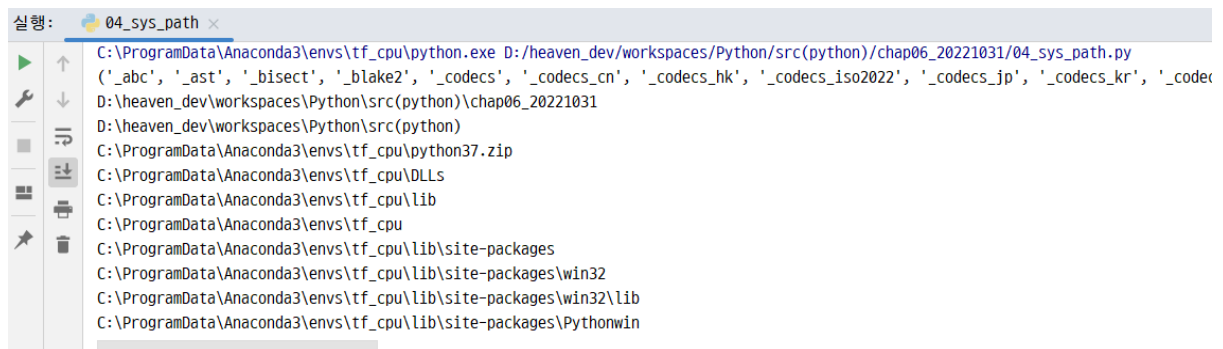 실행: 04_sys_path ×
C:\ProgramData\Anaconda3\envs\tf_cpu\python.exe D:/heaven_dev/workspaces/Python/src(python)/chap06_20221031/04_sys_path.py
('_abc', '_ast', '_bisect', '_blake2', '_codecs', '_codecs_cn', '_codecs_hk', '_codecs_iso2022', '_codecs_jp', '_codecs_kr', '_codec
D:\heaven_dev\workspaces\Python\src(python)\chap06_20221031
D:\heaven_dev\workspaces\Python\src(python)
C:\ProgramData\Anaconda3\envs\tf_cpu\python37.zip
C:\ProgramData\Anaconda3\envs\tf_cpu\DLLs
C:\ProgramData\Anaconda3\envs\tf_cpu\lib
C:\ProgramData\Anaconda3\envs\tf_cpu
C:\ProgramData\Anaconda3\envs\tf_cpu\lib\site-packages
C:\ProgramData\Anaconda3\envs\tf_cpu\lib\site-packages\win32
C:\ProgramData\Anaconda3\envs\tf_cpu\lib\site-packages\win32\lib
C:\ProgramData\Anaconda3\envs\tf_cpu\lib\site-packages\Pythonwin